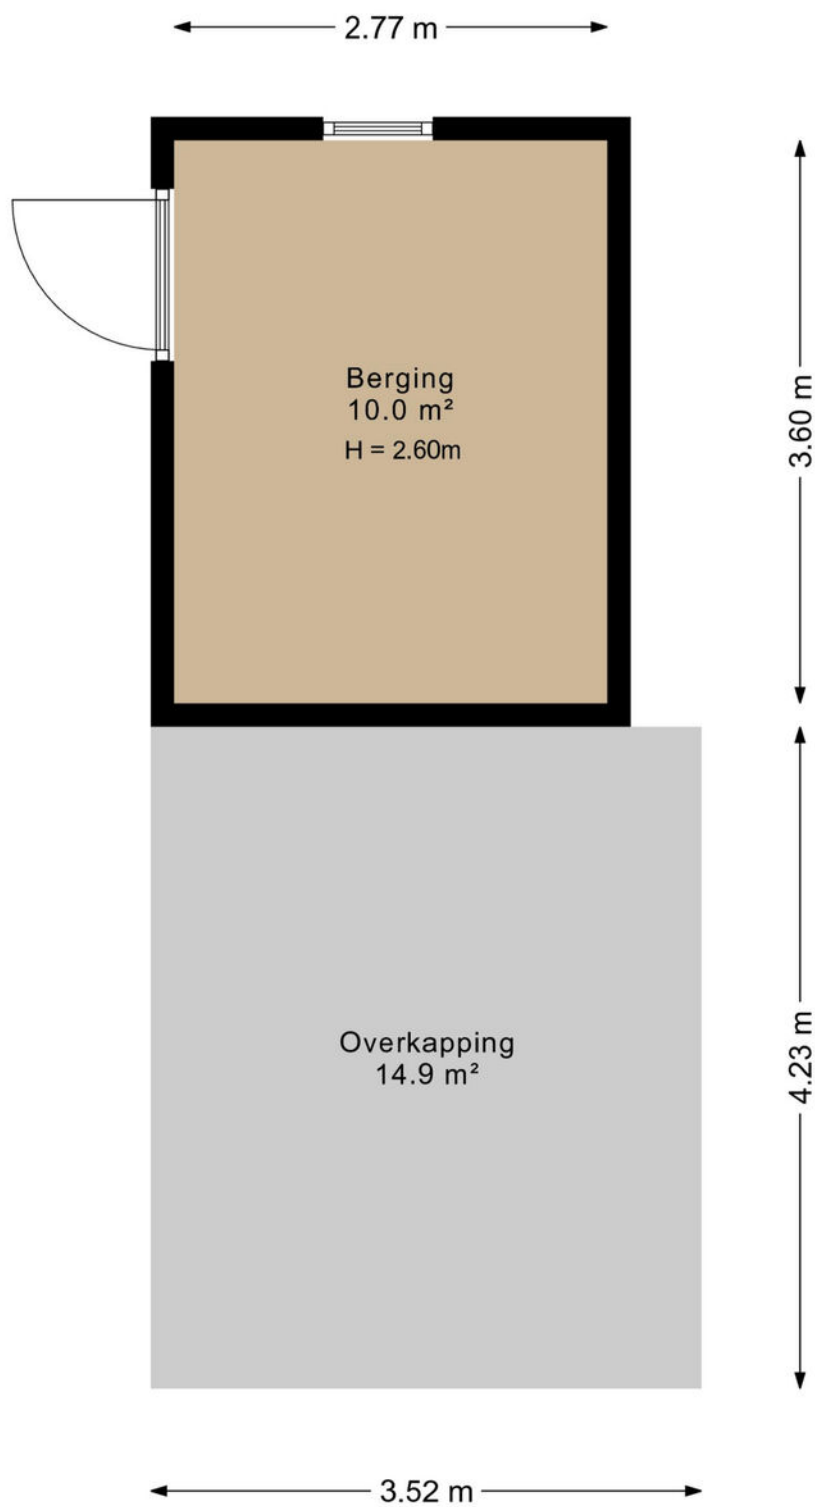 2.77 m
Berging
10.0 m²
H = 2.60m
3.60 m
Overkapping
14.9 m²
4.23 m
3.52 m